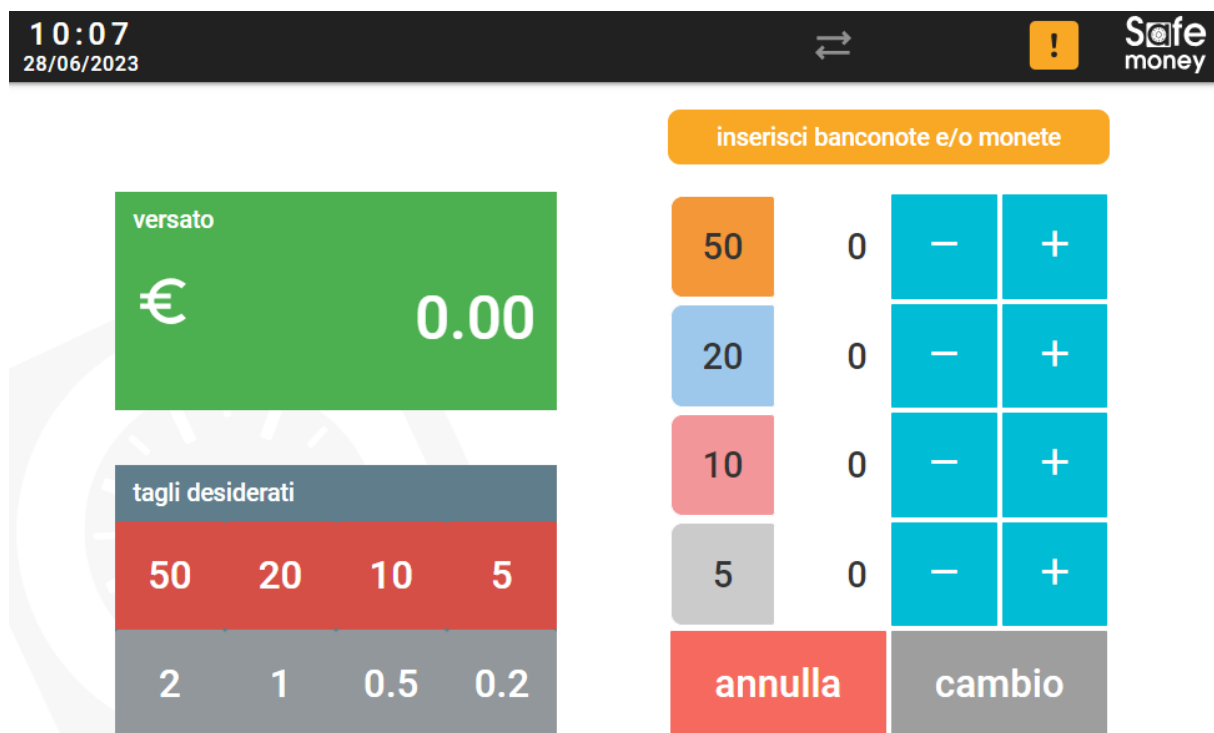 10:07
28/06/2023
!
Safe
money
inserisci banconote e/o monete
versato
€ 0.00
tagli desiderati
50 20 10 5
2 1 0.5 0.2
50 0 − +
20 0 − +
10 0 − +
5 0 − +
annulla cambio